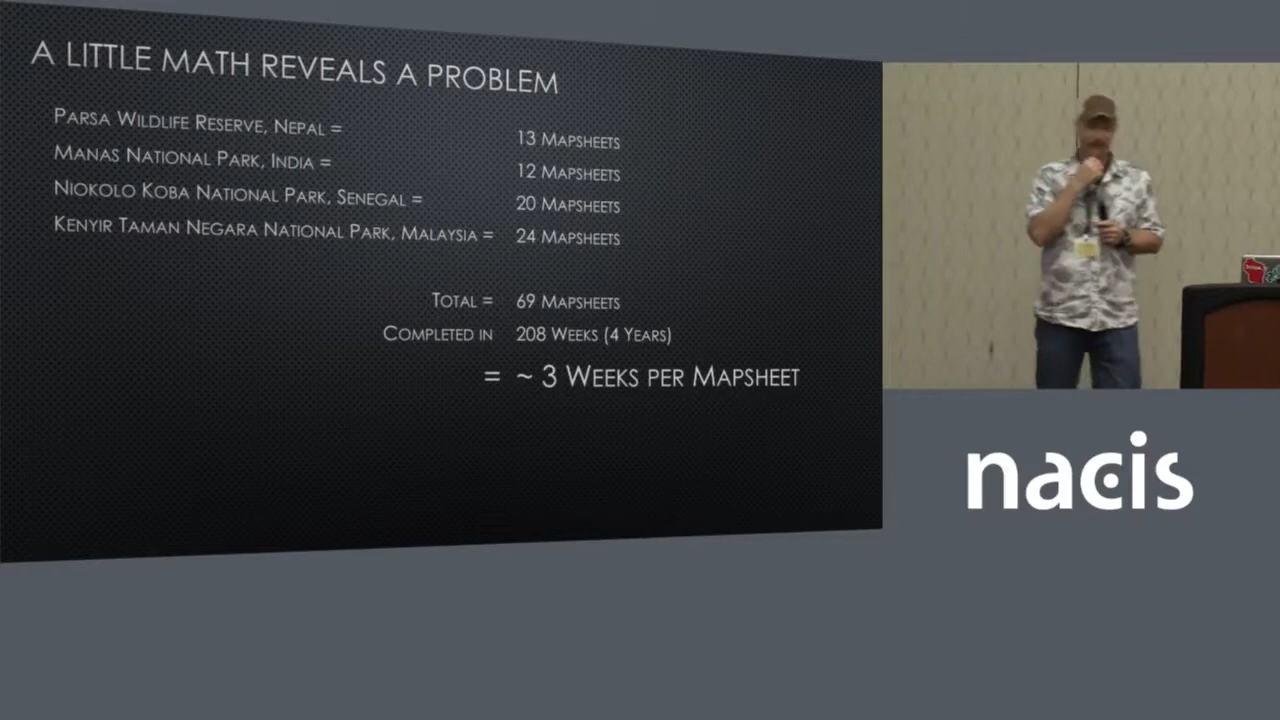 A LITTLE MATH REVEALS A PROBLEM
PARSA WILDLIFE RESERVE, NEPAL = 13 MAPSHEETS
MANAS NATIONAL PARK, INDIA = 12 MAPSHEETS
NIOKOLO KOBA NATIONAL PARK, SENEGAL = 20 MAPSHEETS
KENYIR TAMAN NEGARA NATIONAL PARK, MALAYSIA = 24 MAPSHEETS
TOTAL = 69 MAPSHEETS
COMPLETED IN 208 WEEKS (4 YEARS)
= ~ 3 WEEKS PER MAPSHEET
nacis